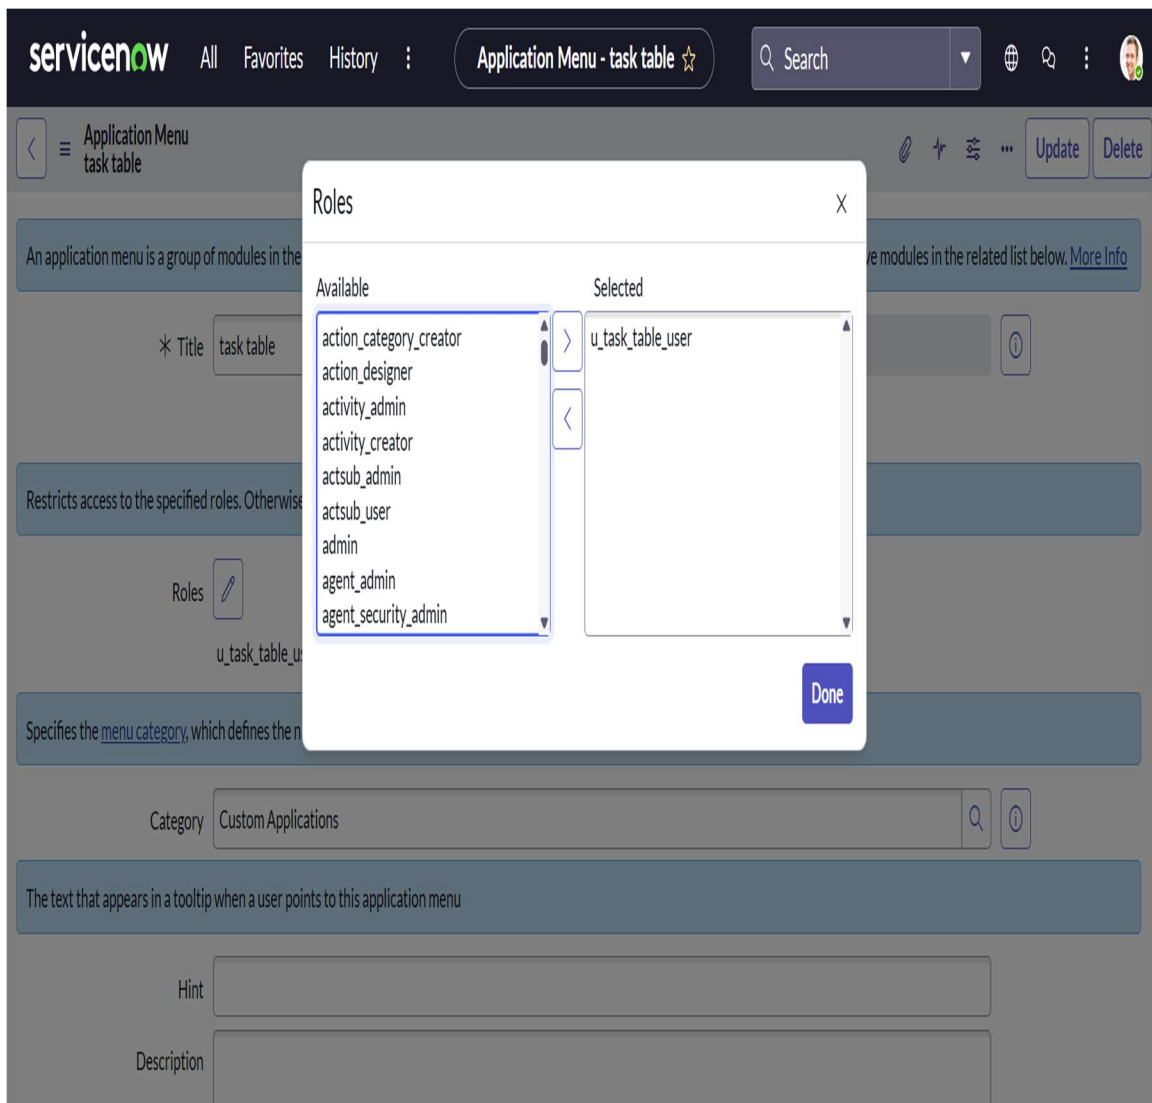 servicenow All Favorites History Application Menu - task table Search
Application Menu
task table
Update Delete
Roles
An application menu is a group of modules in the
ve modules in the related list below. More Info
Available Selected
Title task table
action_category_creator
action_designer
activity_admin
activity_creator
actsub_admin
actsub_user
admin
agent_admin
agent_security_admin
u_task_table_user
Restricts access to the specified roles. Otherwise
Roles
u_task_table_us
Done
Specifies the menu category, which defines the n
Category Custom Applications
The text that appears in a tooltip when a user points to this application menu
Hint
Description